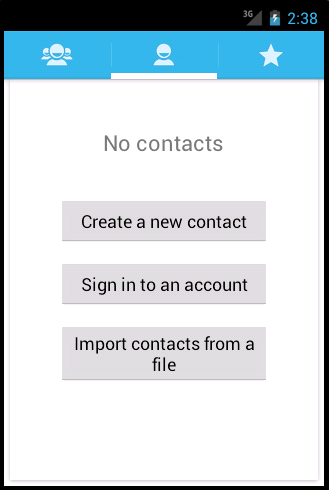 3G 2:38
No contacts
Create a new contact
Sign in to an account
Import contacts from a
file